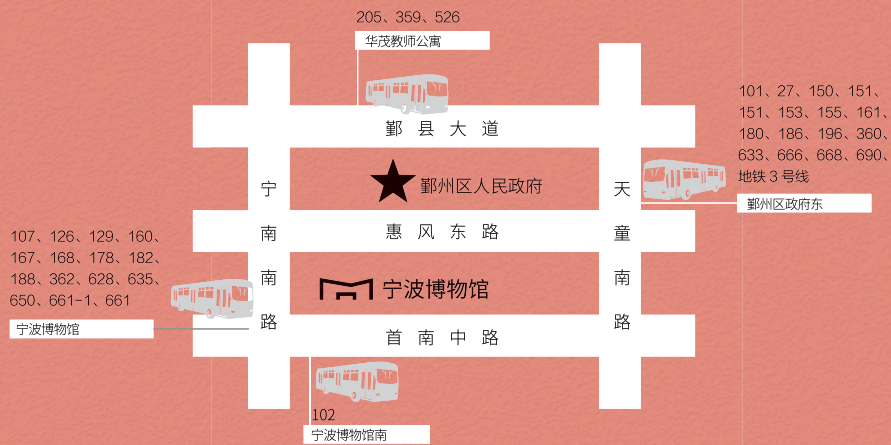 205、359、526
华茂教师公寓
101、27、150、151、
151、153、155、161、
180、186、196、360、
633、666、668、690、
地铁 3 号线
鄞州区政府东
鄞县大道
鄞州区人民政府
宁南南路
天童南路
惠风东路
107、126、129、160、
167、168、178、182、
188、362、628、635、
650、661-1、661
宁波博物馆
宁波博物馆
首南中路
102
宁波博物馆南